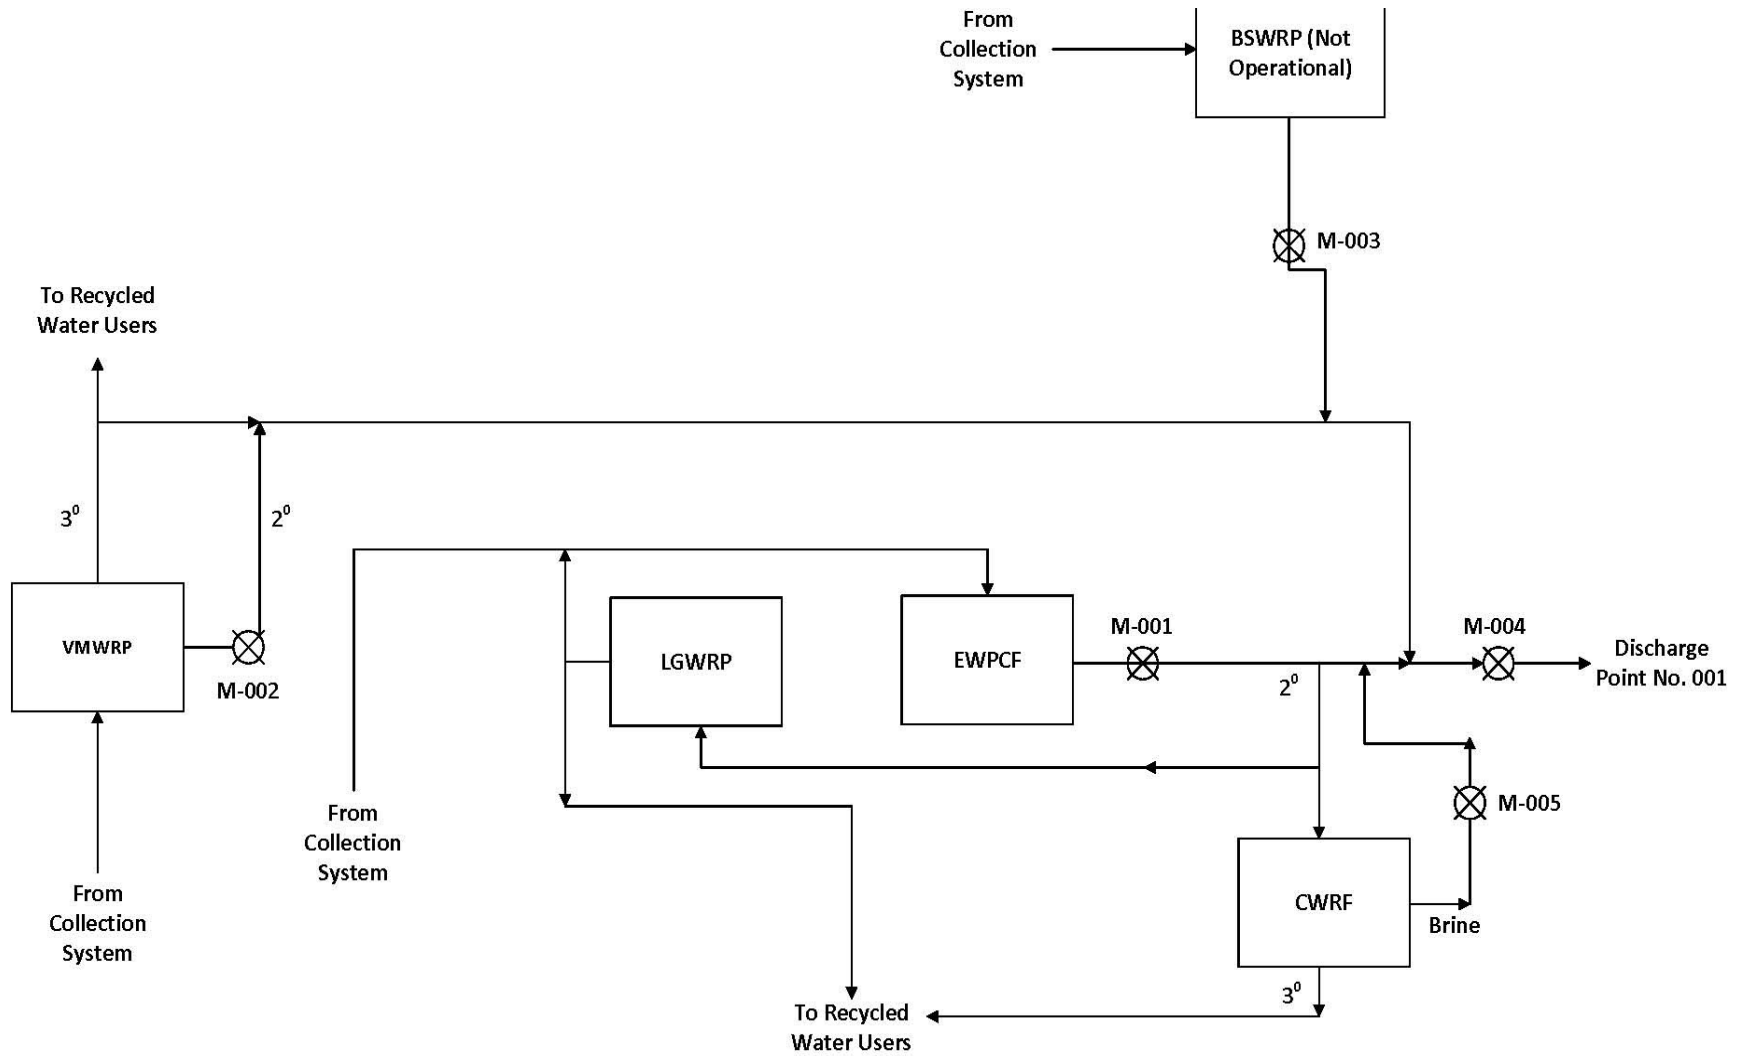 From
Collection
System
BSWRP (Not
Operational)
M-003
To Recycled
Water Users
3⁰
2⁰
VMWRP
M-002
LGWRP
EWPCF
M-001
2⁰
M-004
Discharge
Point No. 001
From
Collection
System
M-005
From
Collection
System
CWRF
Brine
3⁰
To Recycled
Water Users